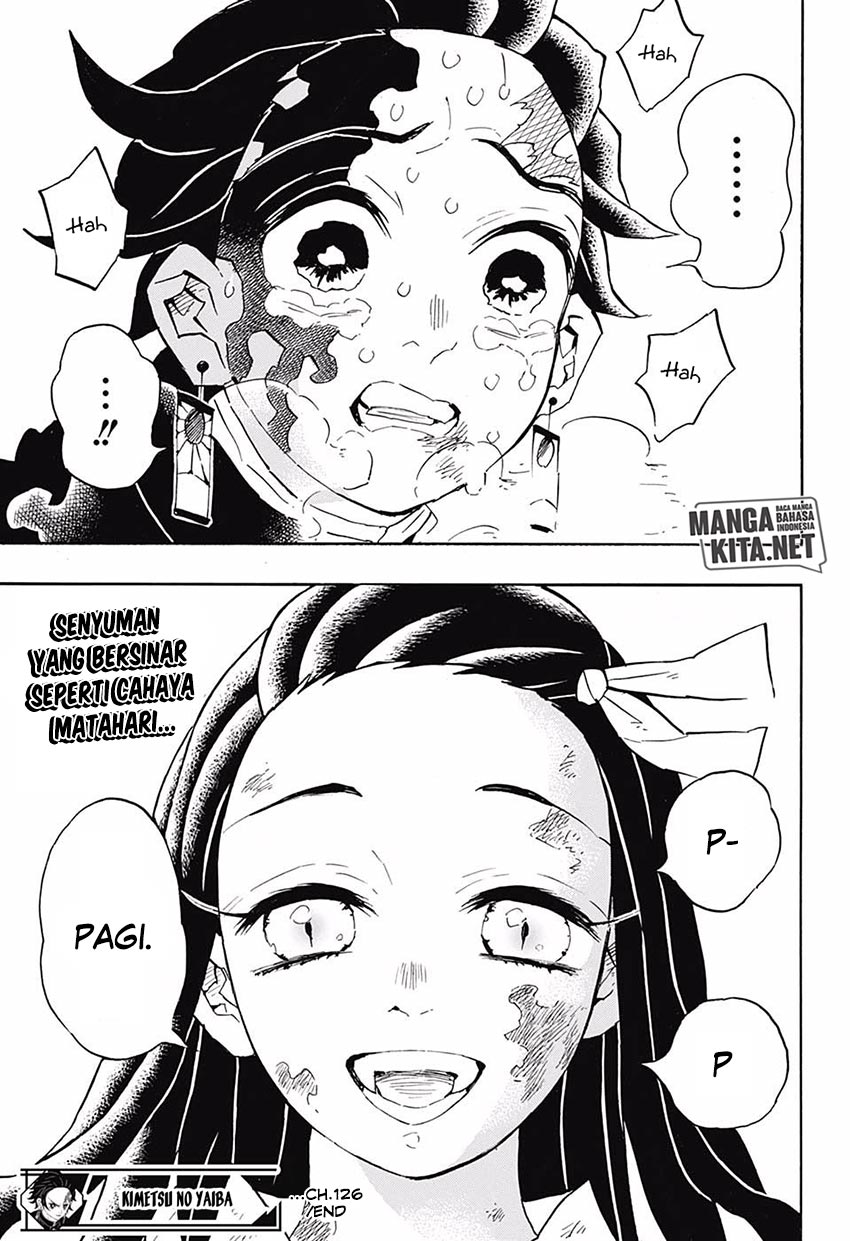 Hah
......
Hah
Hah
...!!
MANGA
KITA.NET
BACA MANGA
BAHASA
INDONESIA
SENYUMAN
YANG BERSINAR
SEPERTI CAHAYA
MATAHARI...
P-
PAGI.
P
KIMETSU NO YAIBA
...CH.126
END